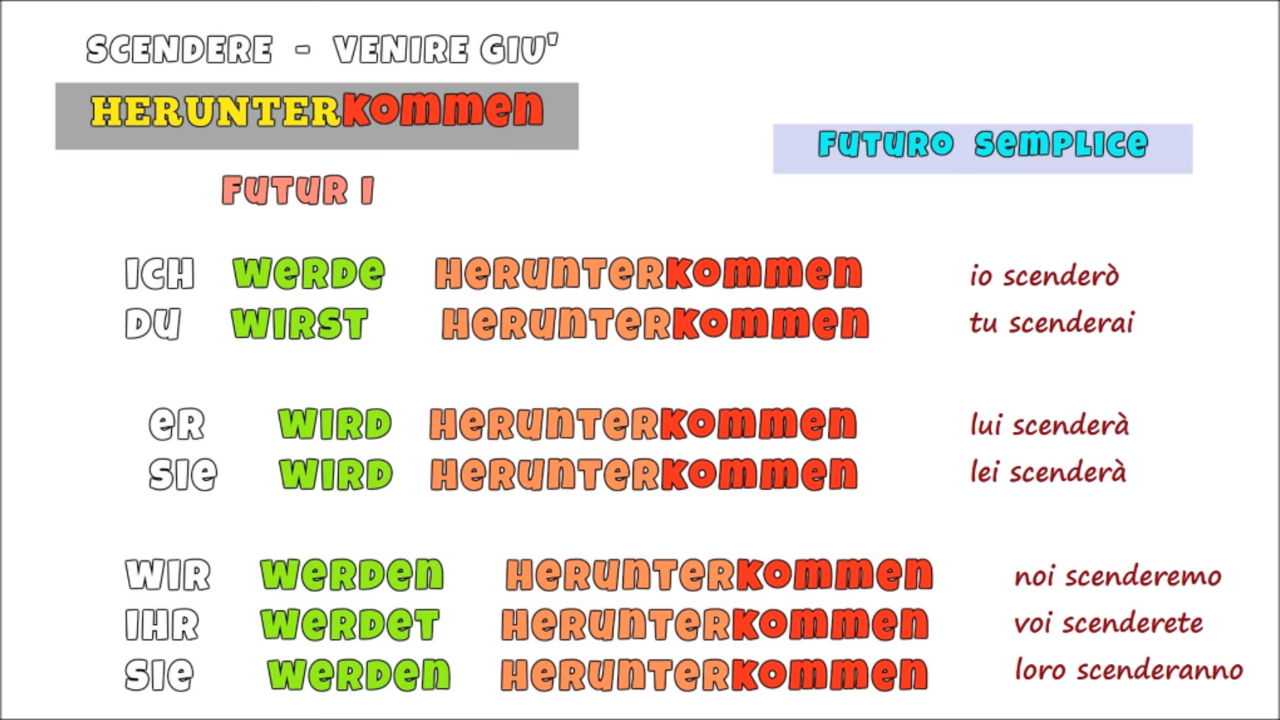 SCENDERE - VENIRE GIU'
HERUNTERkommen
FUTURO SEMPLICE
FUTUR I
ICH WERDE HERUNTERkommen io scenderò
DU WIRST HERUNTERkommen tu scenderai
ER WIRD HERUNTERkommen lui scenderà
SIE WIRD HERUNTERkommen lei scenderà
WIR WERDEN HERUNTERkommen noi scenderemo
IHR WERDET HERUNTERkommen voi scenderete
SIE WERDEN HERUNTERkommen loro scenderanno